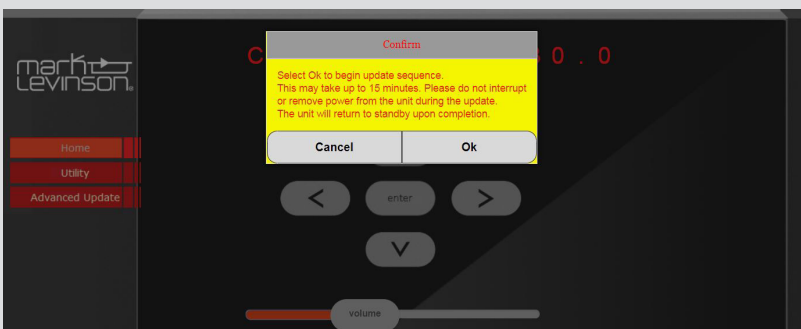 Confirm
C 0 . 0
mark
Levinson®
Select Ok to begin update sequence.
This may take up to 15 minutes. Please do not interrupt
or remove power from the unit during the update.
The unit will return to standby upon completion.
Cancel Ok
Home
Utility
Advanced Update
enter
volume